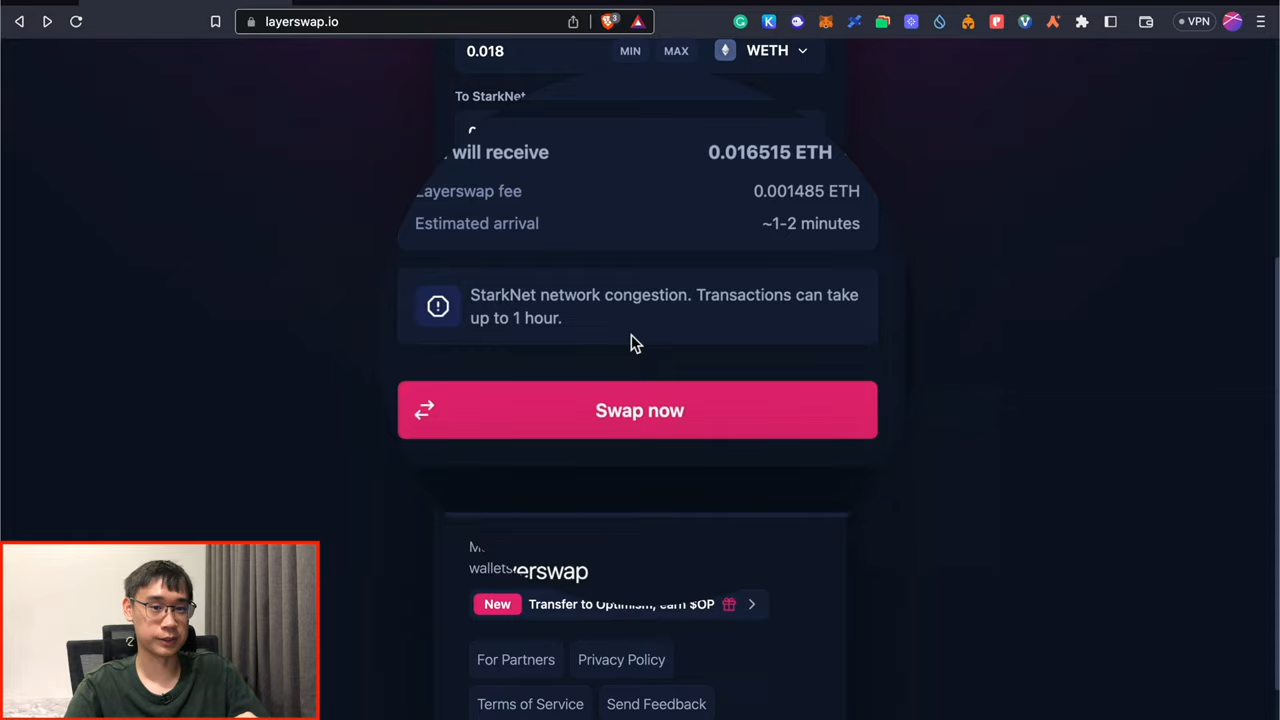 layerswap.io
3
VPN
0.018
MIN
MAX
WETH
To StarkNet
will receive
0.016515 ETH
Layerswap fee
0.001485 ETH
Estimated arrival
~1-2 minutes
StarkNet network congestion. Transactions can take
up to 1 hour.
Swap now
wallets
New
Transfer to Optimism, earn $OP
For Partners
Privacy Policy
Terms of Service
Send Feedback